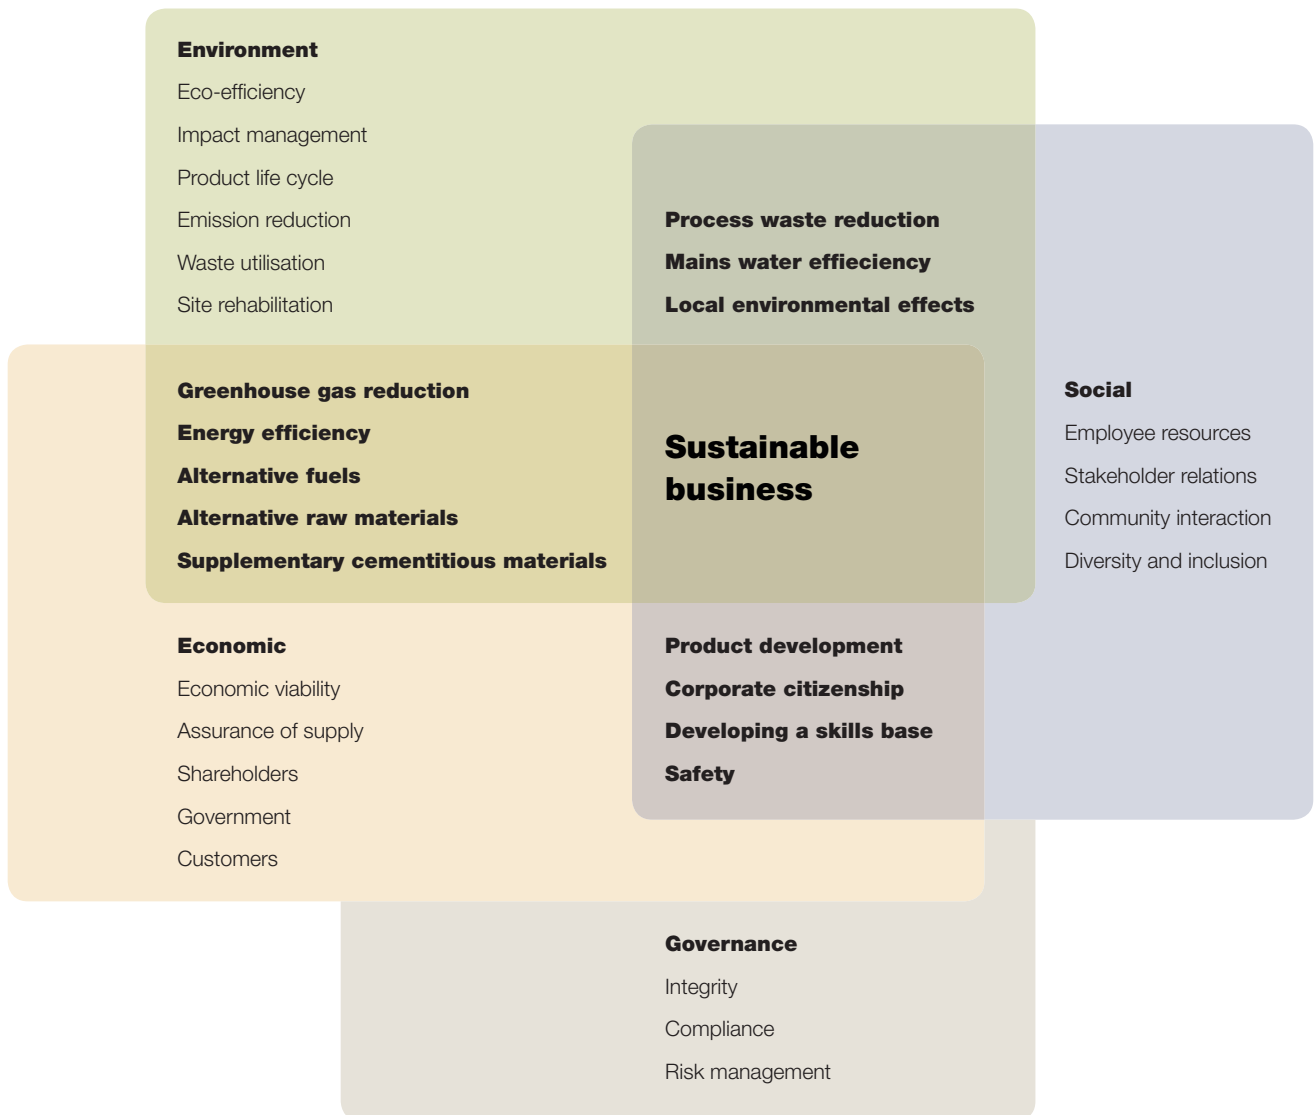 Environment
Eco-efficiency
Impact management
Product life cycle
Emission reduction
Waste utilisation
Site rehabilitation
Process waste reduction
Mains water effieciency
Local environmental effects
Greenhouse gas reduction
Energy efficiency
Alternative fuels
Alternative raw materials
Supplementary cementitious materials
Sustainable
business
Social
Employee resources
Stakeholder relations
Community interaction
Diversity and inclusion
Economic
Economic viability
Assurance of supply
Shareholders
Government
Customers
Product development
Corporate citizenship
Developing a skills base
Safety
Governance
Integrity
Compliance
Risk management